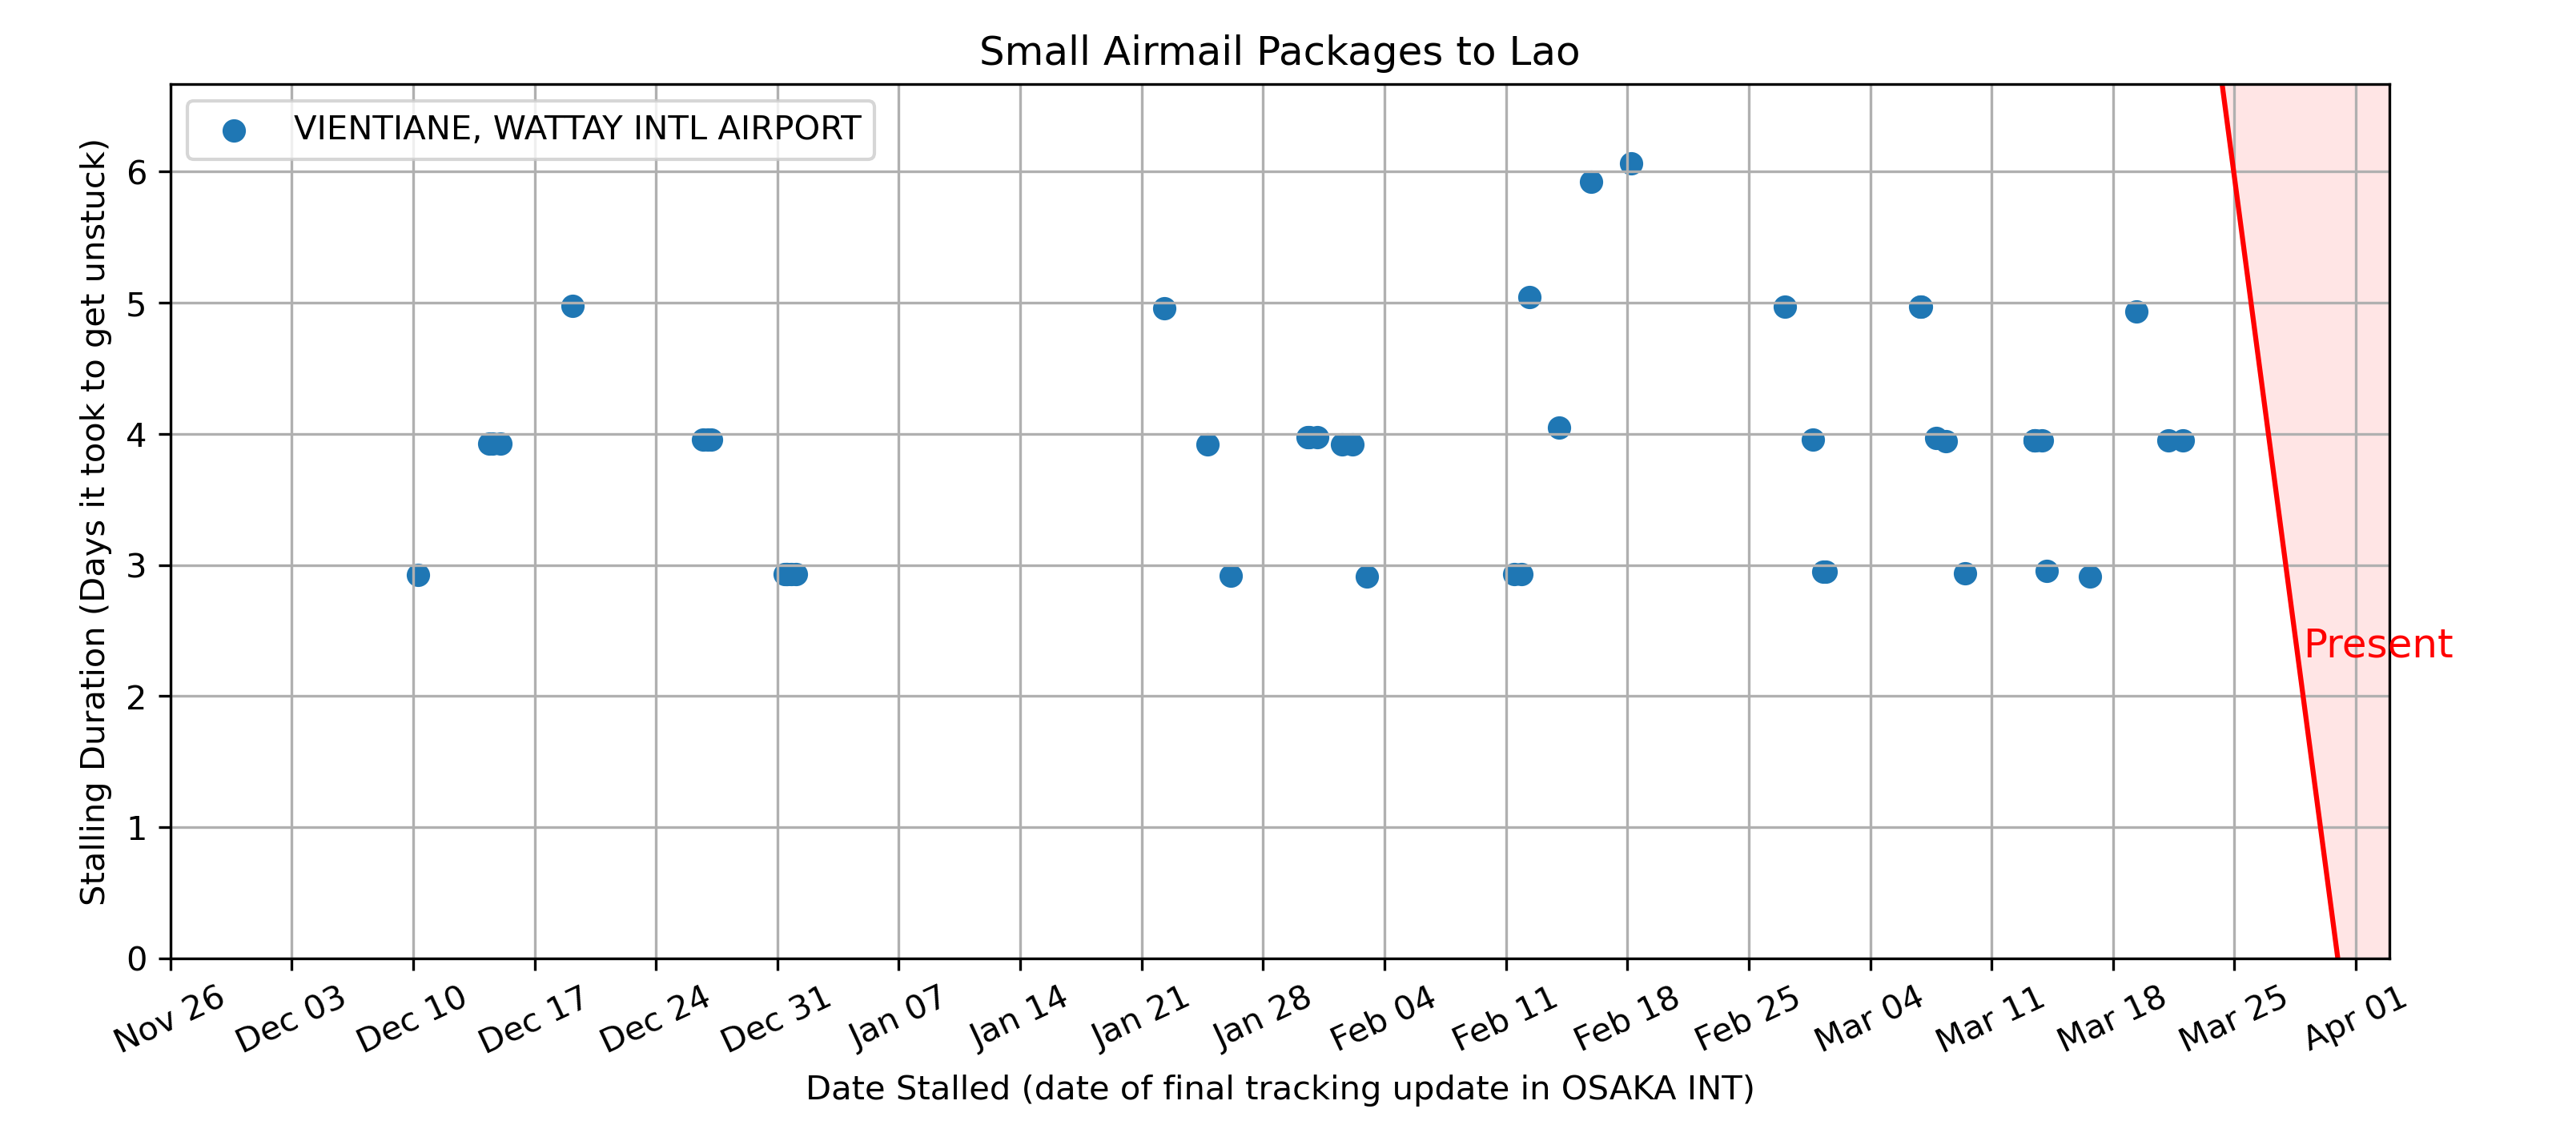 Small Airmail Packages to Lao
VIENTIANE, WATTAY INTL AIRPORT
Stalling Duration (Days it took to get unstuck)
6
5
4
3
2
1
0
Present
Nov 26
Dec 03
Dec 10
Dec 17
Dec 24
Dec 31
Jan 07
Jan 14
Jan 21
Jan 28
Feb 04
Feb 11
Feb 18
Feb 25
Mar 04
Mar 11
Mar 18
Mar 25
Apr 01
Date Stalled (date of final tracking update in OSAKA INT)